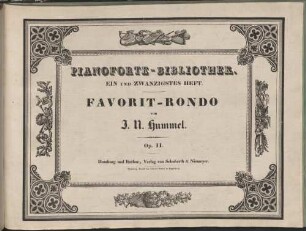 PIANOFORTE-BIBLIOTHEK.
EIN UND ZWANZIGSTES HEFT.
FAVORIT-RONDO
von
J. N. Hummel.
Op. 11.
Hamburg und Itzehoe, Verlag von Schuberth & Niemeyer.